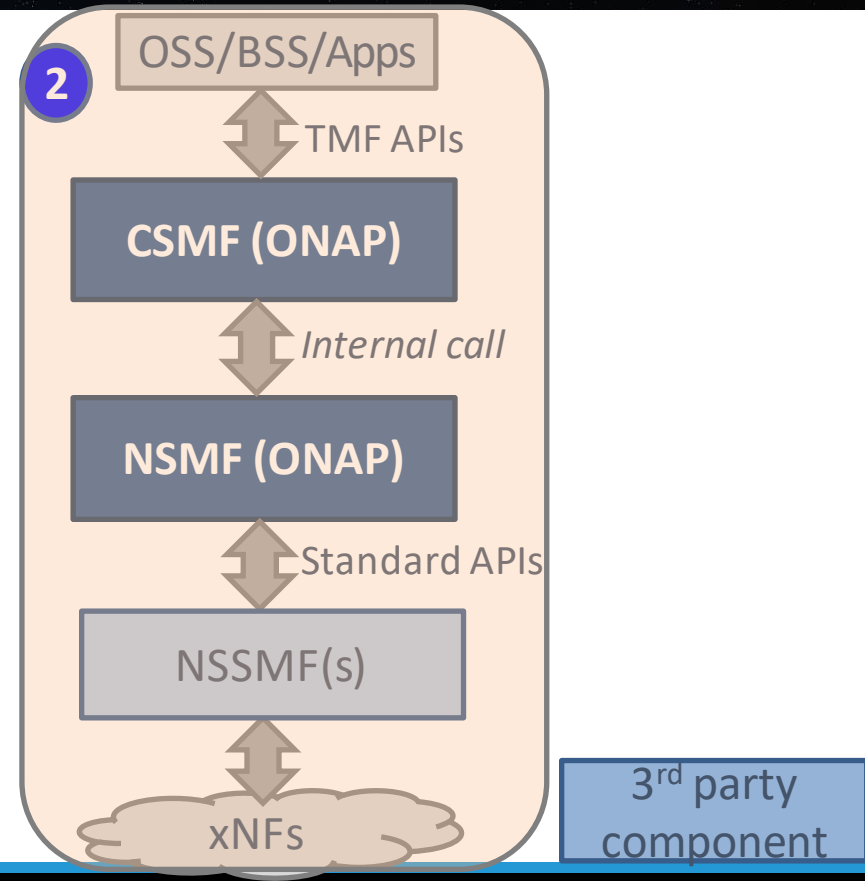 OSS/BSS/Apps
2
TMF APIs
CSMF (ONAP)
Internal call
NSMF (ONAP)
Standard APIs
NSSMF(s)
xNFs
3rd party
component